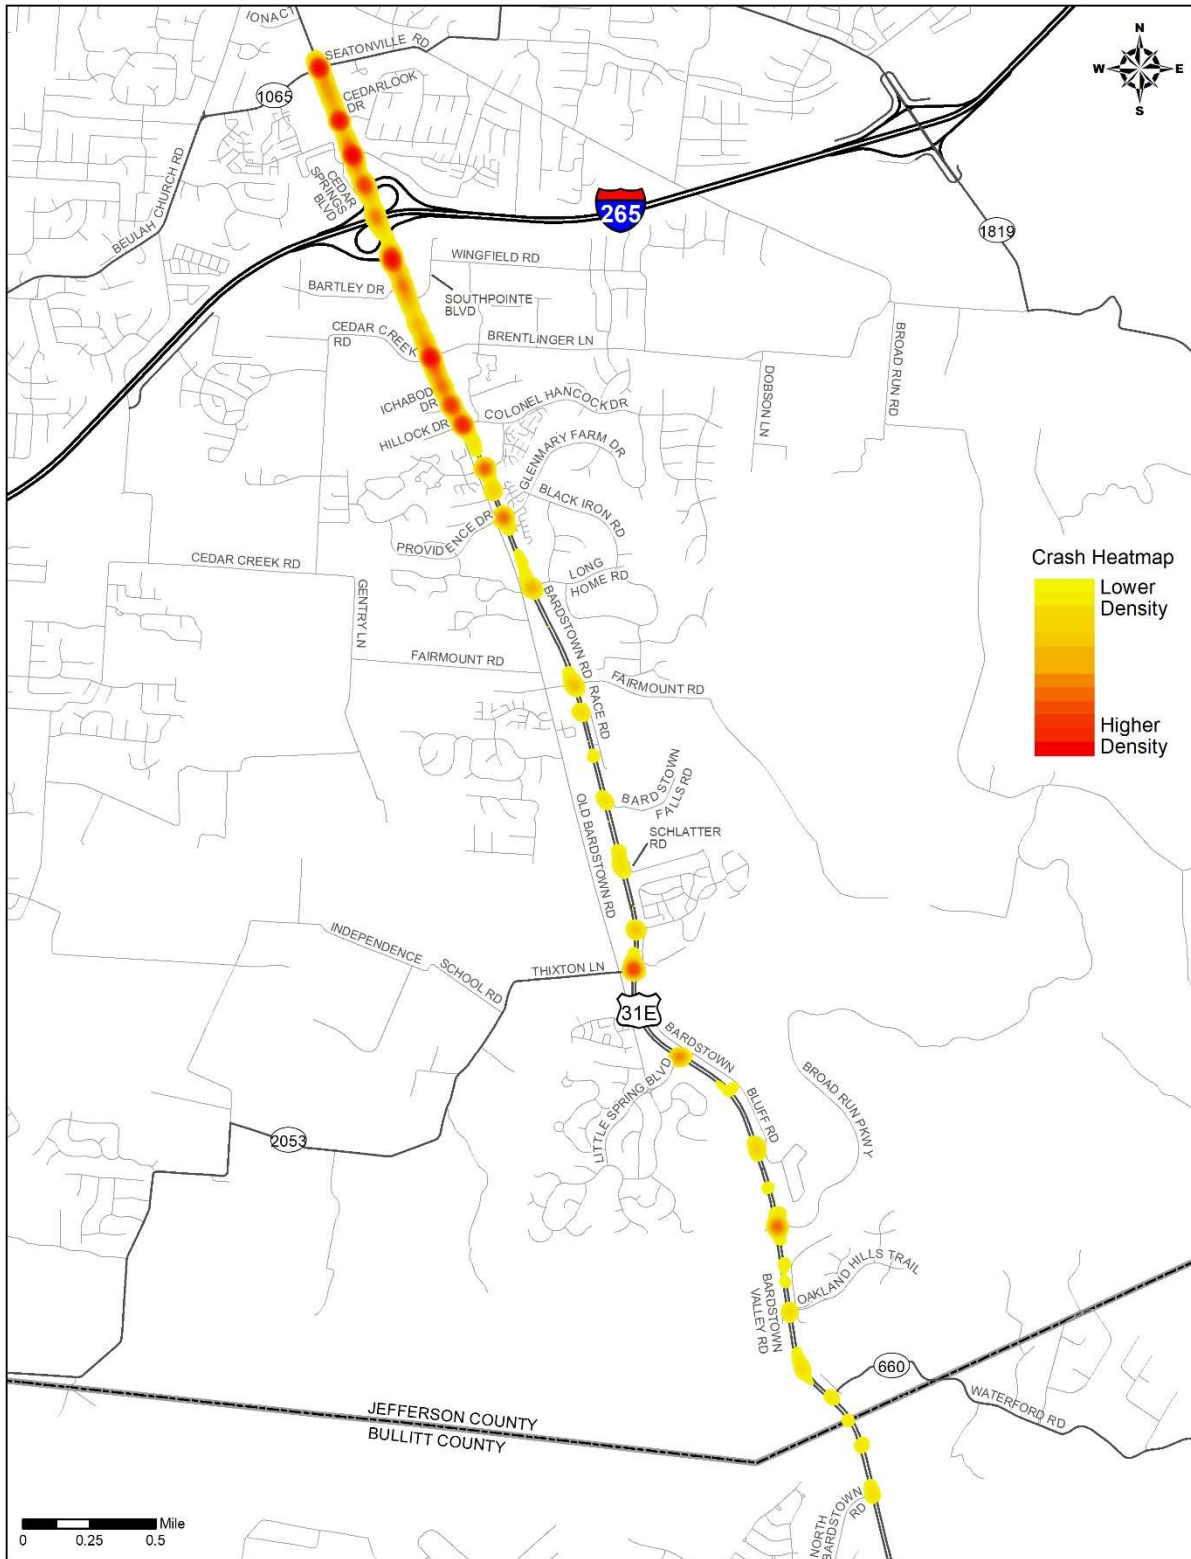 IONA CT
SEATONVILLE RD
N
W
E
S
1065
CEDARLOOK
DR
CEDAR
SPRINGS
BLVD
BEULAH CHURCH RD
265
1819
WINGFIELD RD
BARTLEY DR
SOUTHPOINTE
BLVD
CEDAR CREEK
RD
BRENTLINGER LN
BROAD RUN RD
DOBSON LN
ICHABOD
DR
COLONEL HANCOCK DR
HILLOCK DR
GLENMARY FARM DR
BLACK IRON RD
PROVIDENCE DR
CEDAR CREEK RD
LONG
HOME RD
GENTRY LN
BARDSTOWN RD
Crash Heatmap
Lower
Density
Higher
Density
FAIRMOUNT RD
FAIRMOUNT RD
RACE RD
BARDSTOWN
FALLS RD
OLD BARDSTOWN RD
SCHLATTER
RD
INDEPENDENCE
SCHOOL RD
THIXTON LN
31E
BARDSTOWN
BLUFF RD
LITTLE SPRING BLVD
BROAD RUN PKWY
2053
OAKLAND HILLS TRAIL
BARDSTOWN
VALLEY RD
660
WATERFORD RD
JEFFERSON COUNTY
BULLITT COUNTY
NORTH
BARDSTOWN
RD
Mile
0 0.25 0.5